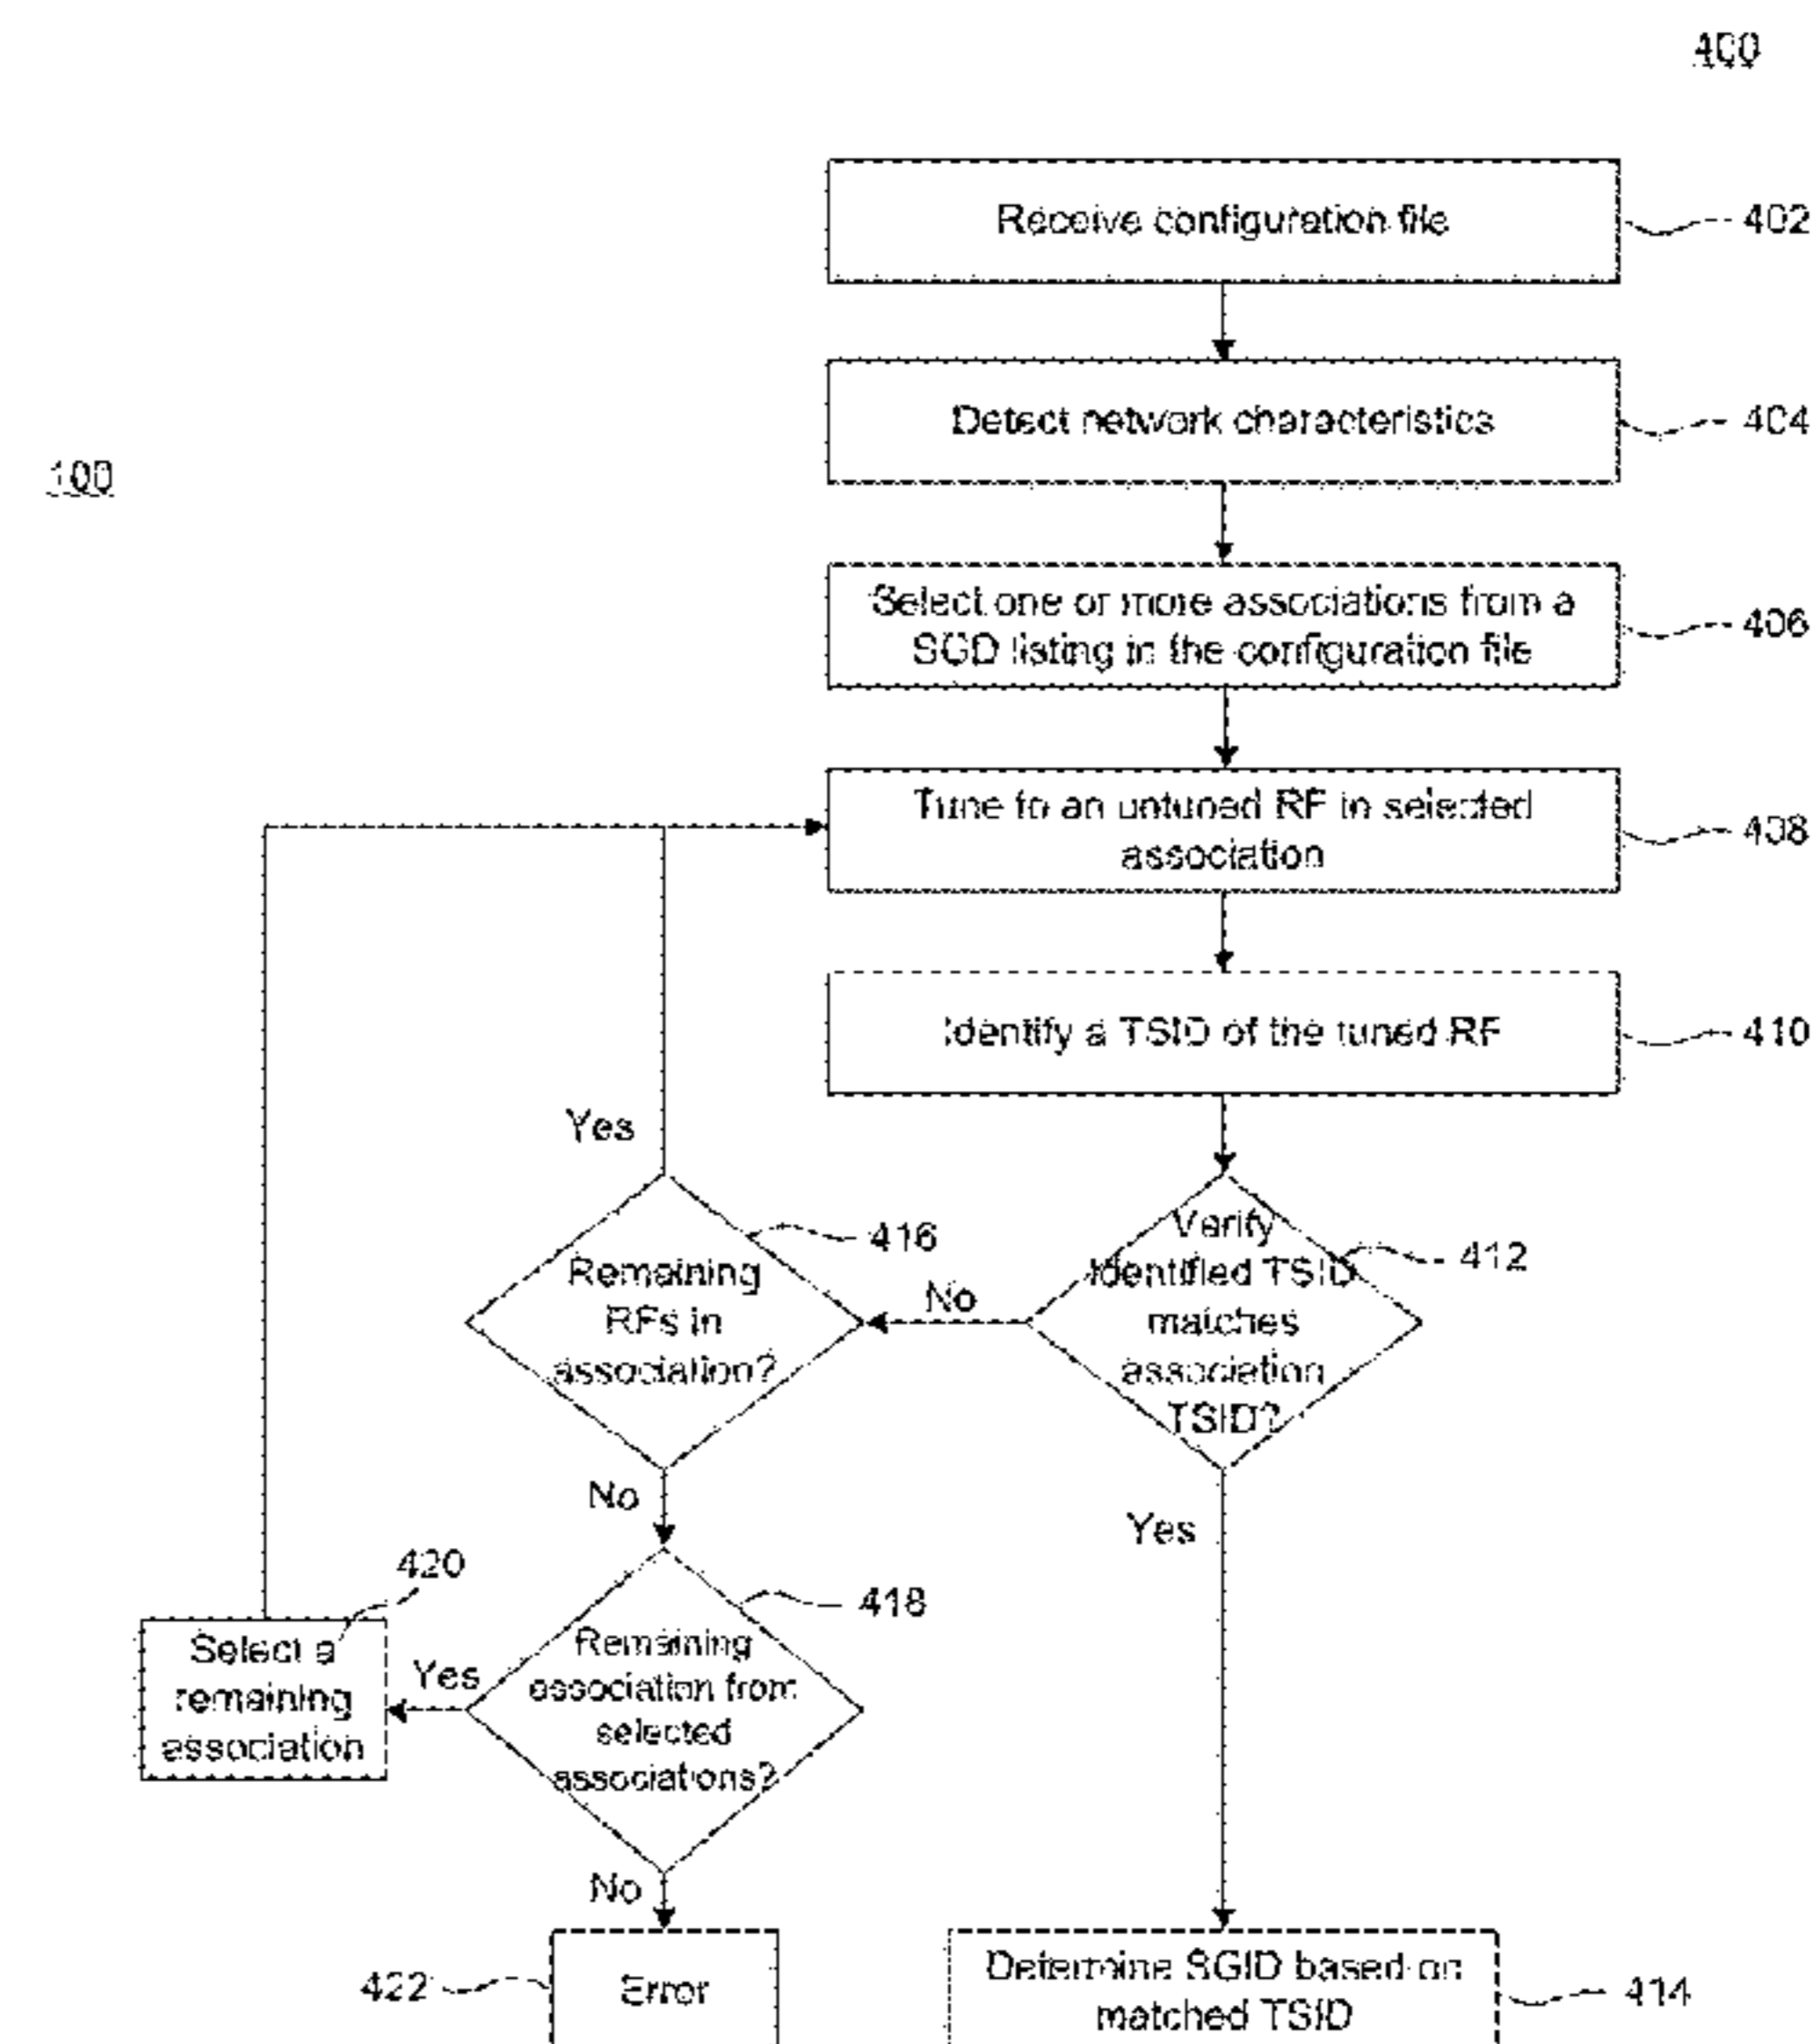 400
Receive configuration file
402
Detect network characteristics
404
100
Select one or more associations from a
SGD listing in the configuration file
406
Tune to an untuned RF in selected
association
408
Identify a TSID of the tuned RF
410
Yes
416
Remaining
RFs in
association?
No
Verify
identified TSID
matches
association
TSID?
412
No
Yes
420
Select a
remaining
association
Yes
418
Remaining
association from
selected
associations?
No
422
Error
Determine SGID based on
matched TSID
414